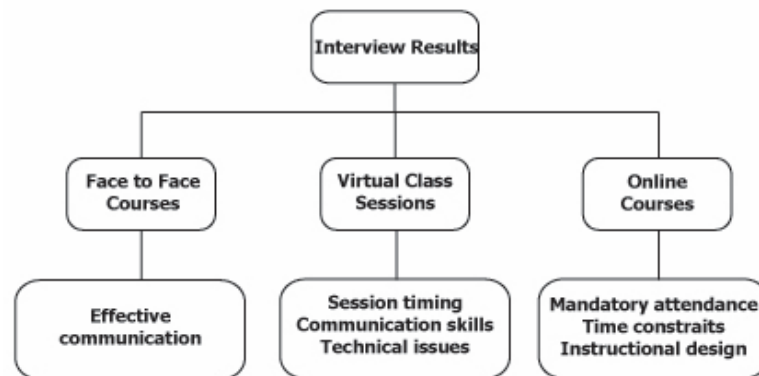 Interview Results
Face to Face
Courses
Virtual Class
Sessions
Online
Courses
Effective
communication
Session timing
Communication skills
Technical issues
Mandatory attendance
Time constraits
Instructional design